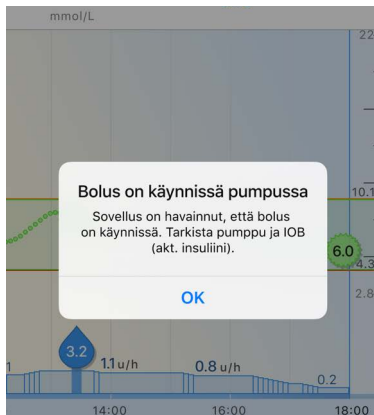 mmol/L
22
10.1
Bolus on käynnissä pumpussa
Sovellus on havainnut, että bolus
on käynnissä. Tarkista pumppu ja IOB
(akt. insuliini).
OK
6.0
4.3
2.8
3.2
1
1.1 u/h
0.8 u/h
0.2
14:00
16:00
18:00